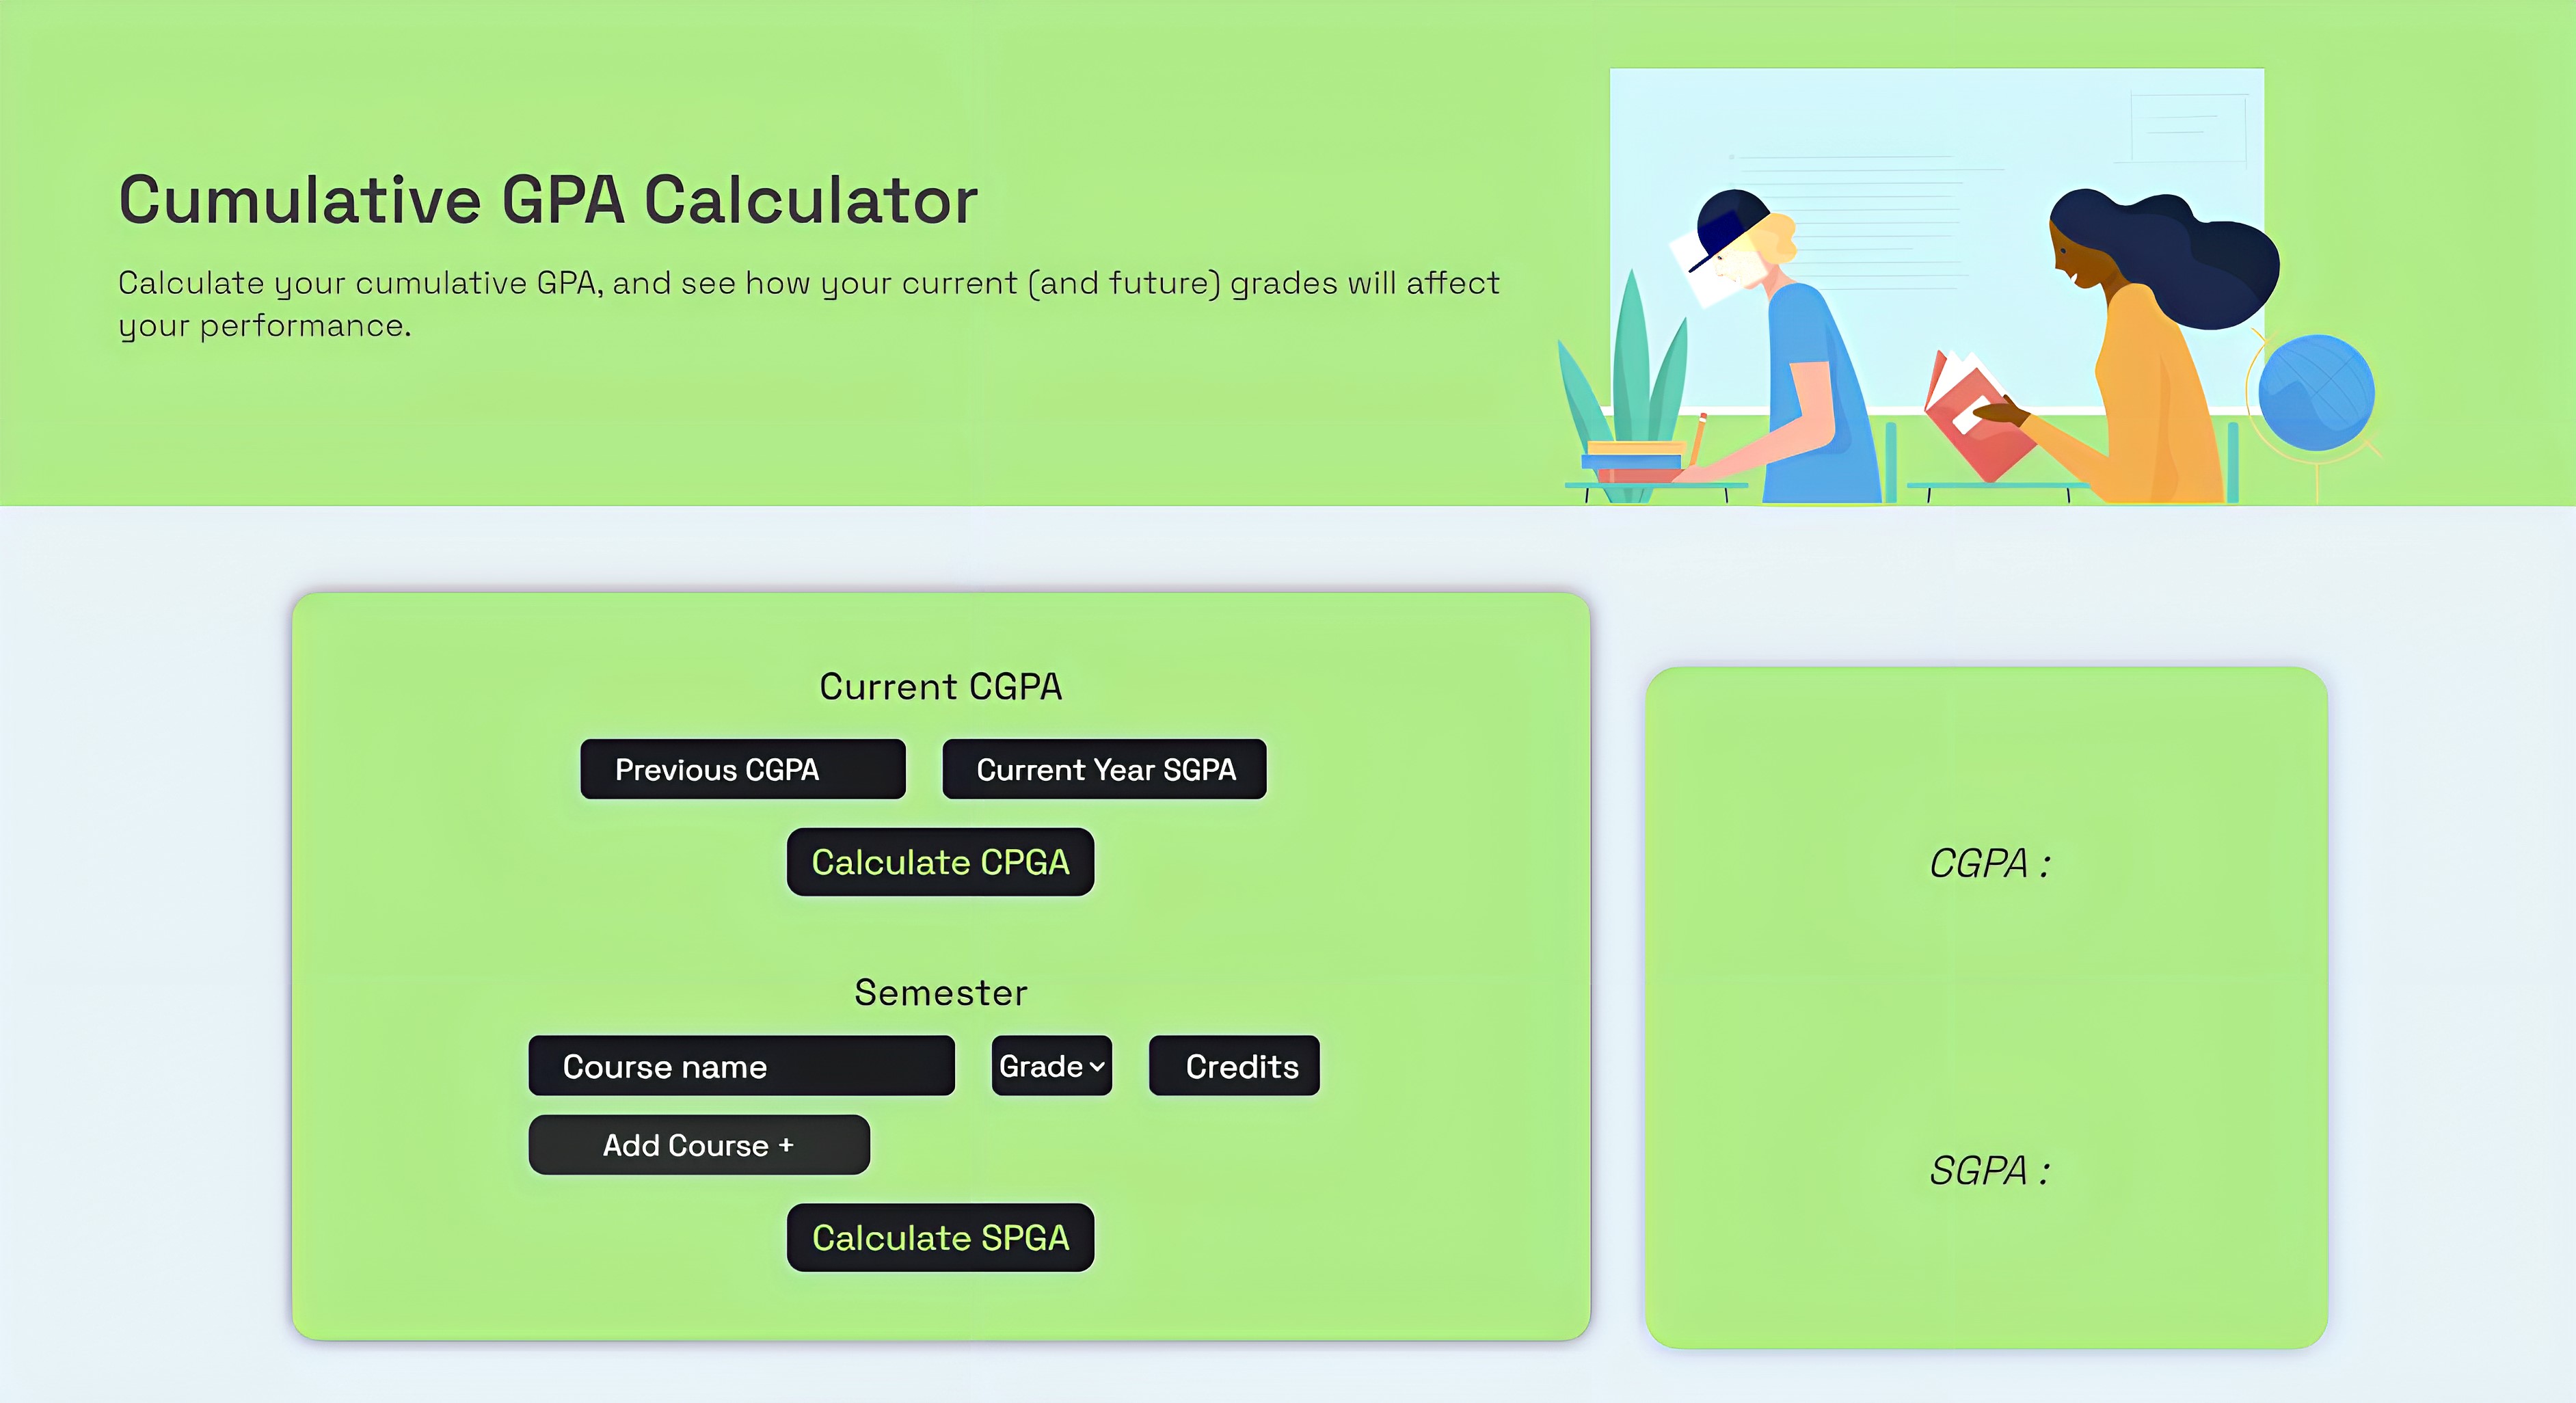 Cumulative GPA Calculator
Calculate your cumulative GPA, and see how your current (and future) grades will affect
your performance.
Current CGPA
Previous CGPA
Current Year SGPA
Calculate CPGA
Semester
Course name
Grade
Credits
Add Course +
Calculate SPGA
CGPA :
SGPA :